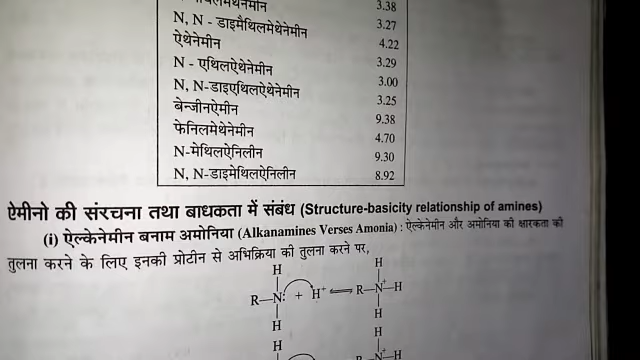 3.38
N, N - डाइमैथिलमेथेनेमीन 3.27
ऐथेनेमीन 4.22
N - एथिलऐथेनेमीन 3.29
N, N-डाइएथिलऐथेनेमीन 3.00
बेन्जीनऐमीन 3.25
फेनिलमेथेनेमीन 9.38
4.70
N-मेथिलऐनिलीन 9.30
N, N-डाइमेथिलऐनिलीन 8.92
ऐमीनो की संरचना तथा बाधकता में संबंध (Structure-basicity relationship of amines)
(i) ऐल्केनेमीन बनाम अमोनिया (Alkanamines Verses Amonia) : ऐल्केनेमीन और अमोनिया की क्षारकता की
तुलना करने के लिए इनकी प्रोटीन से अभिक्रिया की तुलना करने पर,
H H
R—N: + H⁺ ⇌ R—N⁺—H
H H
H H
N⁺—H